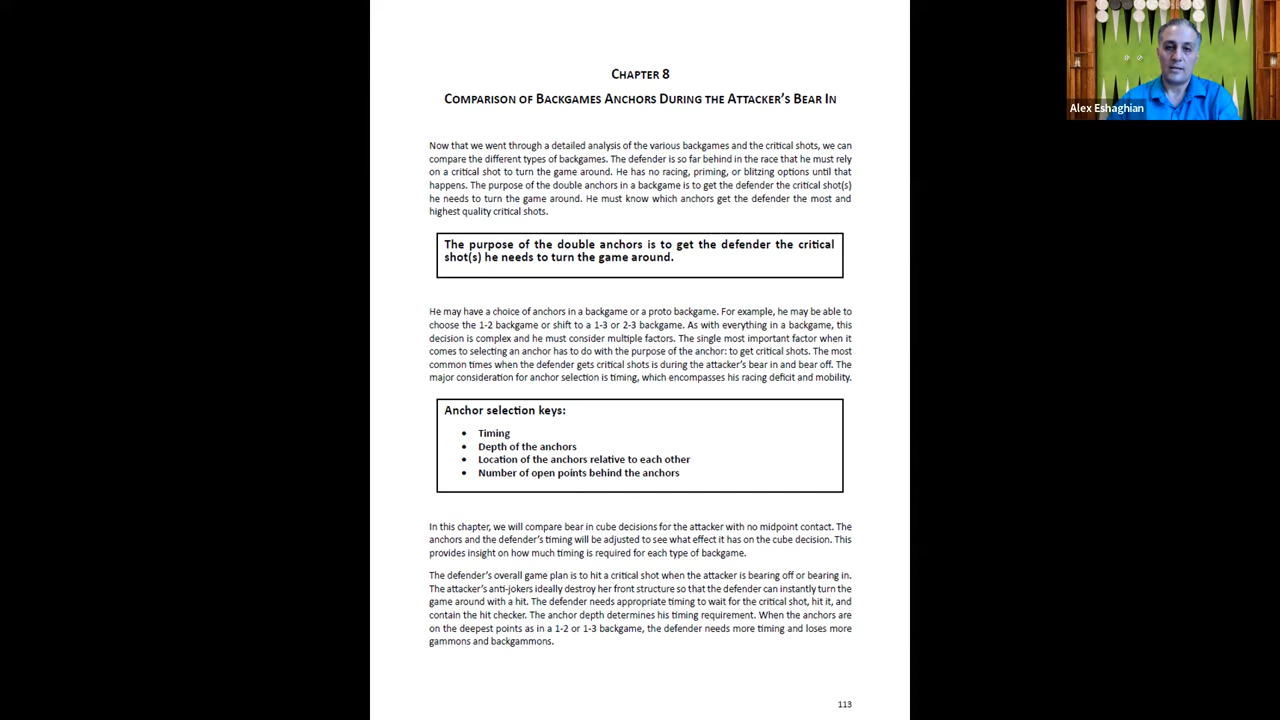 CHAPTER 8
COMPARISON OF BACKGAMES ANCHORS DURING THE ATTACKER'S BEAR IN
Now that we went through a detailed analysis of the various backgames and the critical shots, we can
compare the different types of backgames. The defender is so far behind in the race that he must rely
on a critical shot to turn the game around. He has no racing, priming, or blitzing options until that
happens. The purpose of the double anchors in a backgame is to get the defender the critical shot(s)
he needs to turn the game around. He must know which anchors get the defender the most and
highest quality critical shots.
The purpose of the double anchors is to get the defender the critical
shot(s) he needs to turn the game around.
He may have a choice of anchors in a backgame or a proto backgame. For example, he may be able to
choose the 1-2 backgame or shift to a 1-3 or 2-3 backgame. As with everything in a backgame, this
decision is complex and he must consider multiple factors. The single most important factor when it
comes to selecting an anchor has to do with the purpose of the anchor: to get critical shots. The most
common times when the defender gets critical shots is during the attacker's bear in and bear off. The
major consideration for anchor selection is timing, which encompasses his racing deficit and mobility.
Anchor selection keys:
• Timing
• Depth of the anchors
• Location of the anchors relative to each other
• Number of open points behind the anchors
In this chapter, we will compare bear in cube decisions for the attacker with no midpoint contact. The
anchors and the defender's timing will be adjusted to see what effect it has on the cube decision. This
provides insight on how much timing is required for each type of backgame.
The defender's overall game plan is to hit a critical shot when the attacker is bearing off or bearing in.
The attacker's anti-jokers ideally destroy her front structure so that the defender can instantly turn the
game around with a hit. The defender needs appropriate timing to wait for the critical shot, hit it, and
contain the hit checker. The anchor depth determines his timing requirement. When the anchors are
on the deepest points as in a 1-2 or 1-3 backgame, the defender needs more timing and loses more
gammons and backgammons.
113
Alex Eshaghian